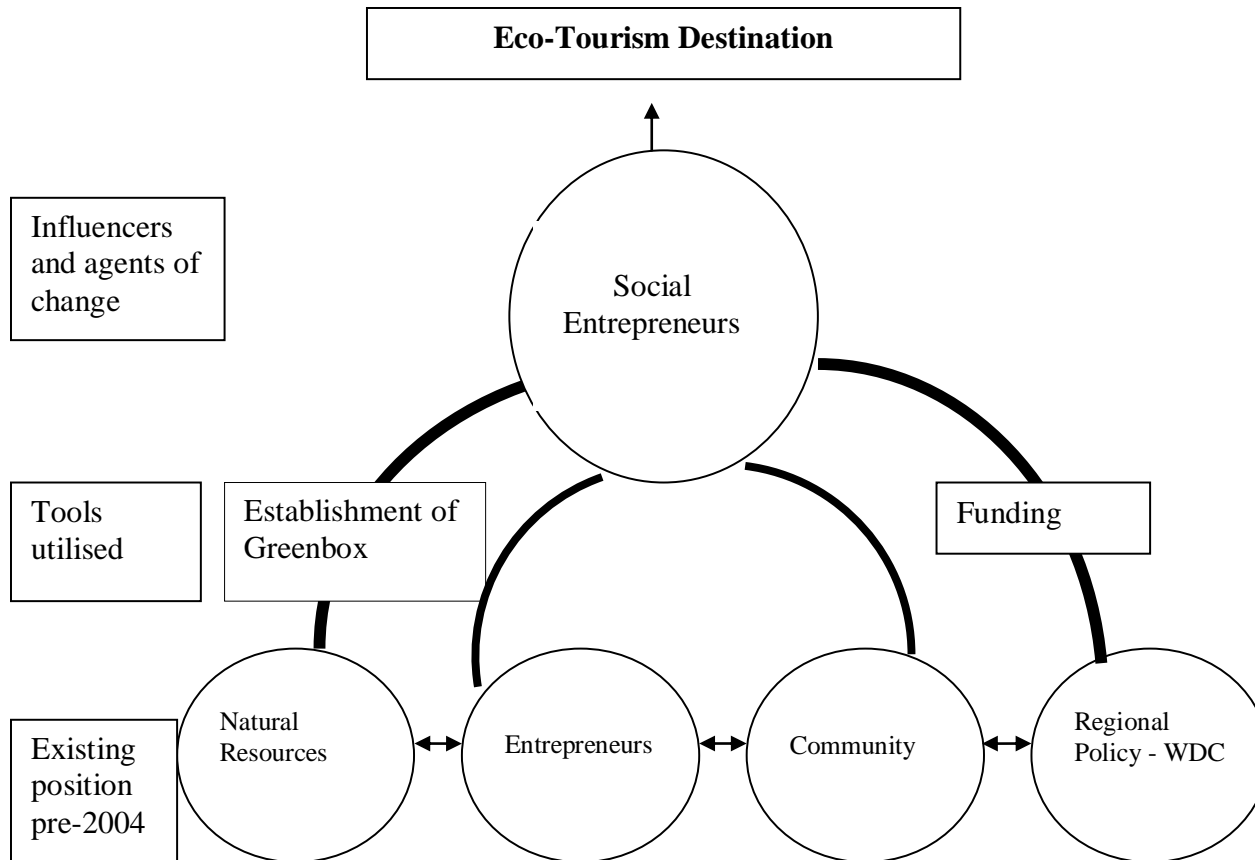 Eco-Tourism Destination
Influencers
and agents of
change
Social
Entrepreneurs
Tools
utilised
Establishment of
Greenbox
Funding
Existing
position
pre-2004
Natural
Resources
Entrepreneurs
Community
Regional
Policy - WDC